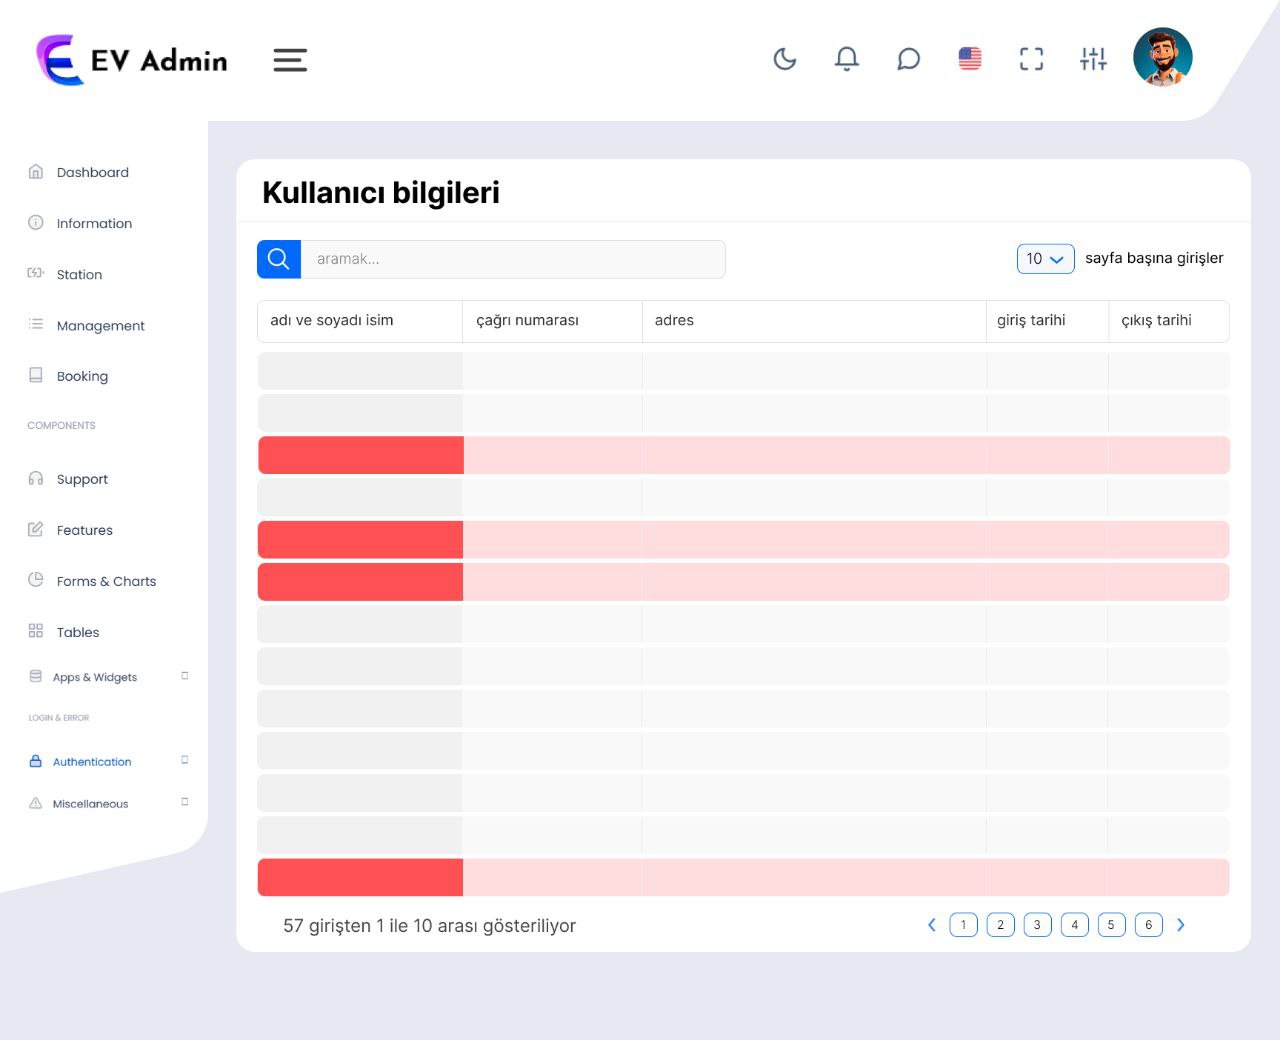 EV Admin
Dashboard
Information
Station
Management
Booking
COMPONENTS
Support
Features
Forms & Charts
Tables
Apps & Widgets
LOGIN & ERROR
Authentication
Miscellaneous
Kullanıcı bilgileri
aramak...
10
sayfa başına girişler
adı ve soyadı isim
çağrı numarası
adres
giriş tarihi
çıkış tarihi
57 girişten 1 ile 10 arası gösteriliyor
1 2 3 4 5 6